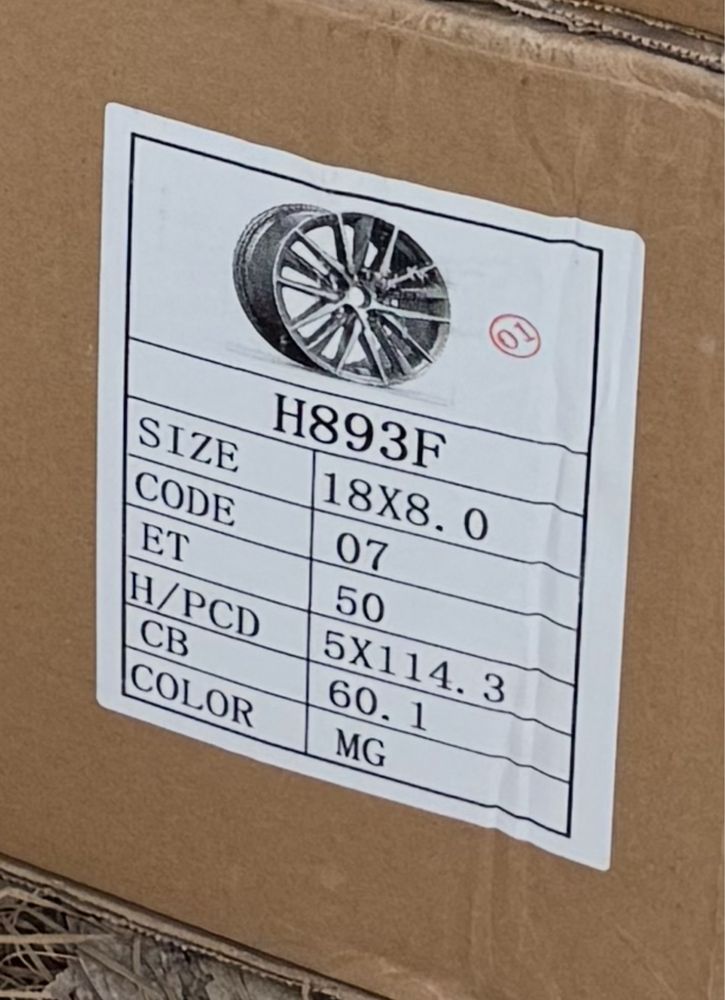 01
H893F
SIZE 18X8.0
CODE 07
ET 50
H/PCD 5X114.3
CB 60.1
COLOR MG